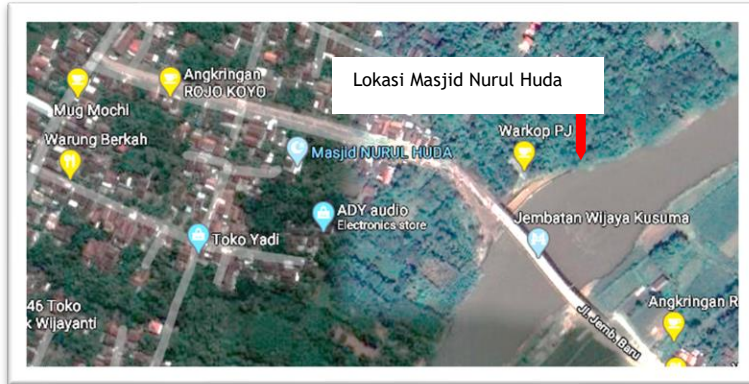 Lokasi Masjid Nurul Huda
Angkringan
ROJO KOYO
Mug Mochi
Warung Berkah
Masjid NURUL HUDA
Warkop PJ
ADY audio
Electronics store
Toko Yadi
Jembatan Wijaya Kusuma
46 Toko
k Wijayanti
Angkringan R
Jl. Jemb. Baru